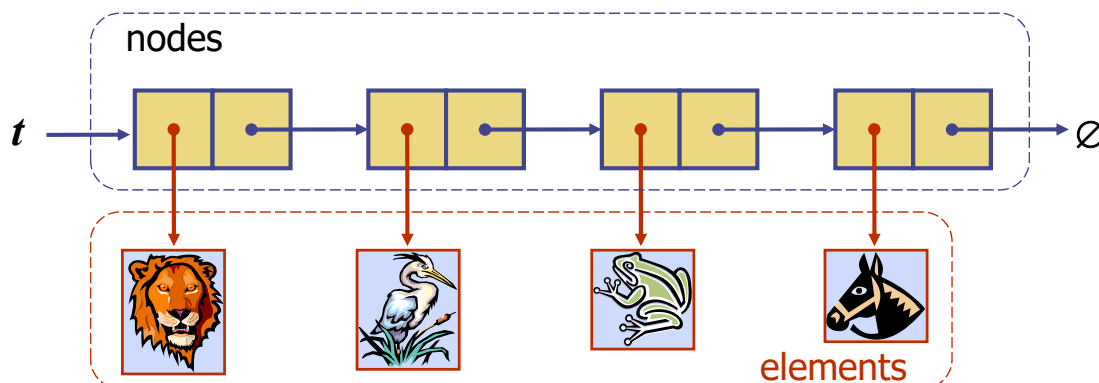 nodes
t
∅
elements